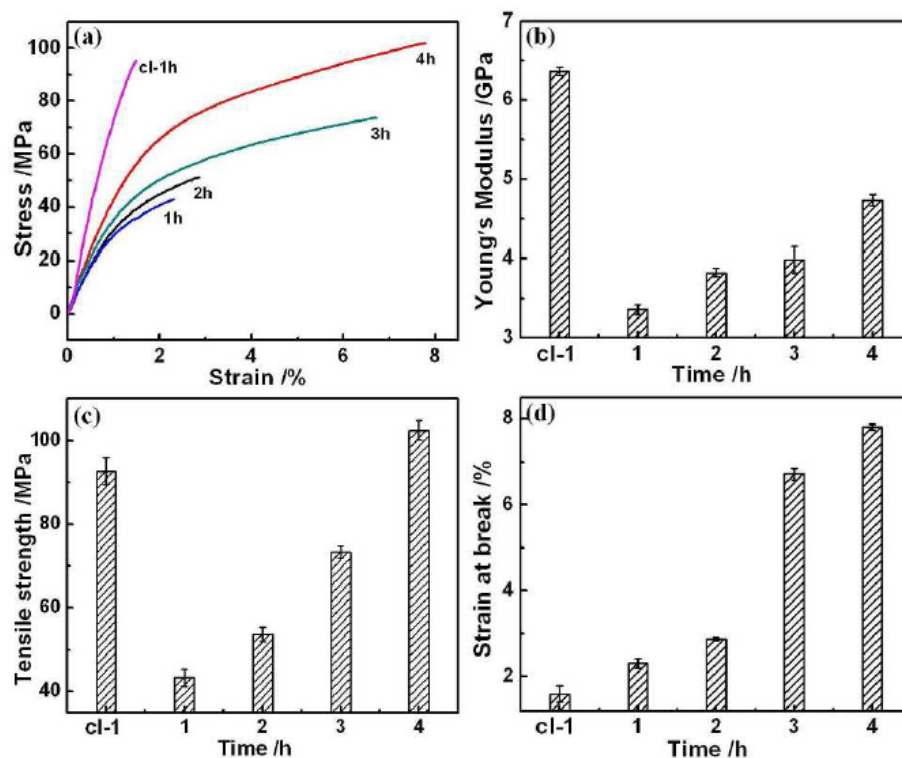 (a)
100
80
60
40
20
0
Stress /MPa
cl-1h
4h
3h
2h
1h
0 2 4 6 8
Strain /%
(b)
7
6
5
4
3
Young's Modulus /GPa
cl-1 1 2 3 4
Time /h
(c)
100
80
60
40
Tensile strength /MPa
cl-1 1 2 3 4
Time /h
(d)
8
6
4
2
Strain at break /%
cl-1 1 2 3 4
Time /h